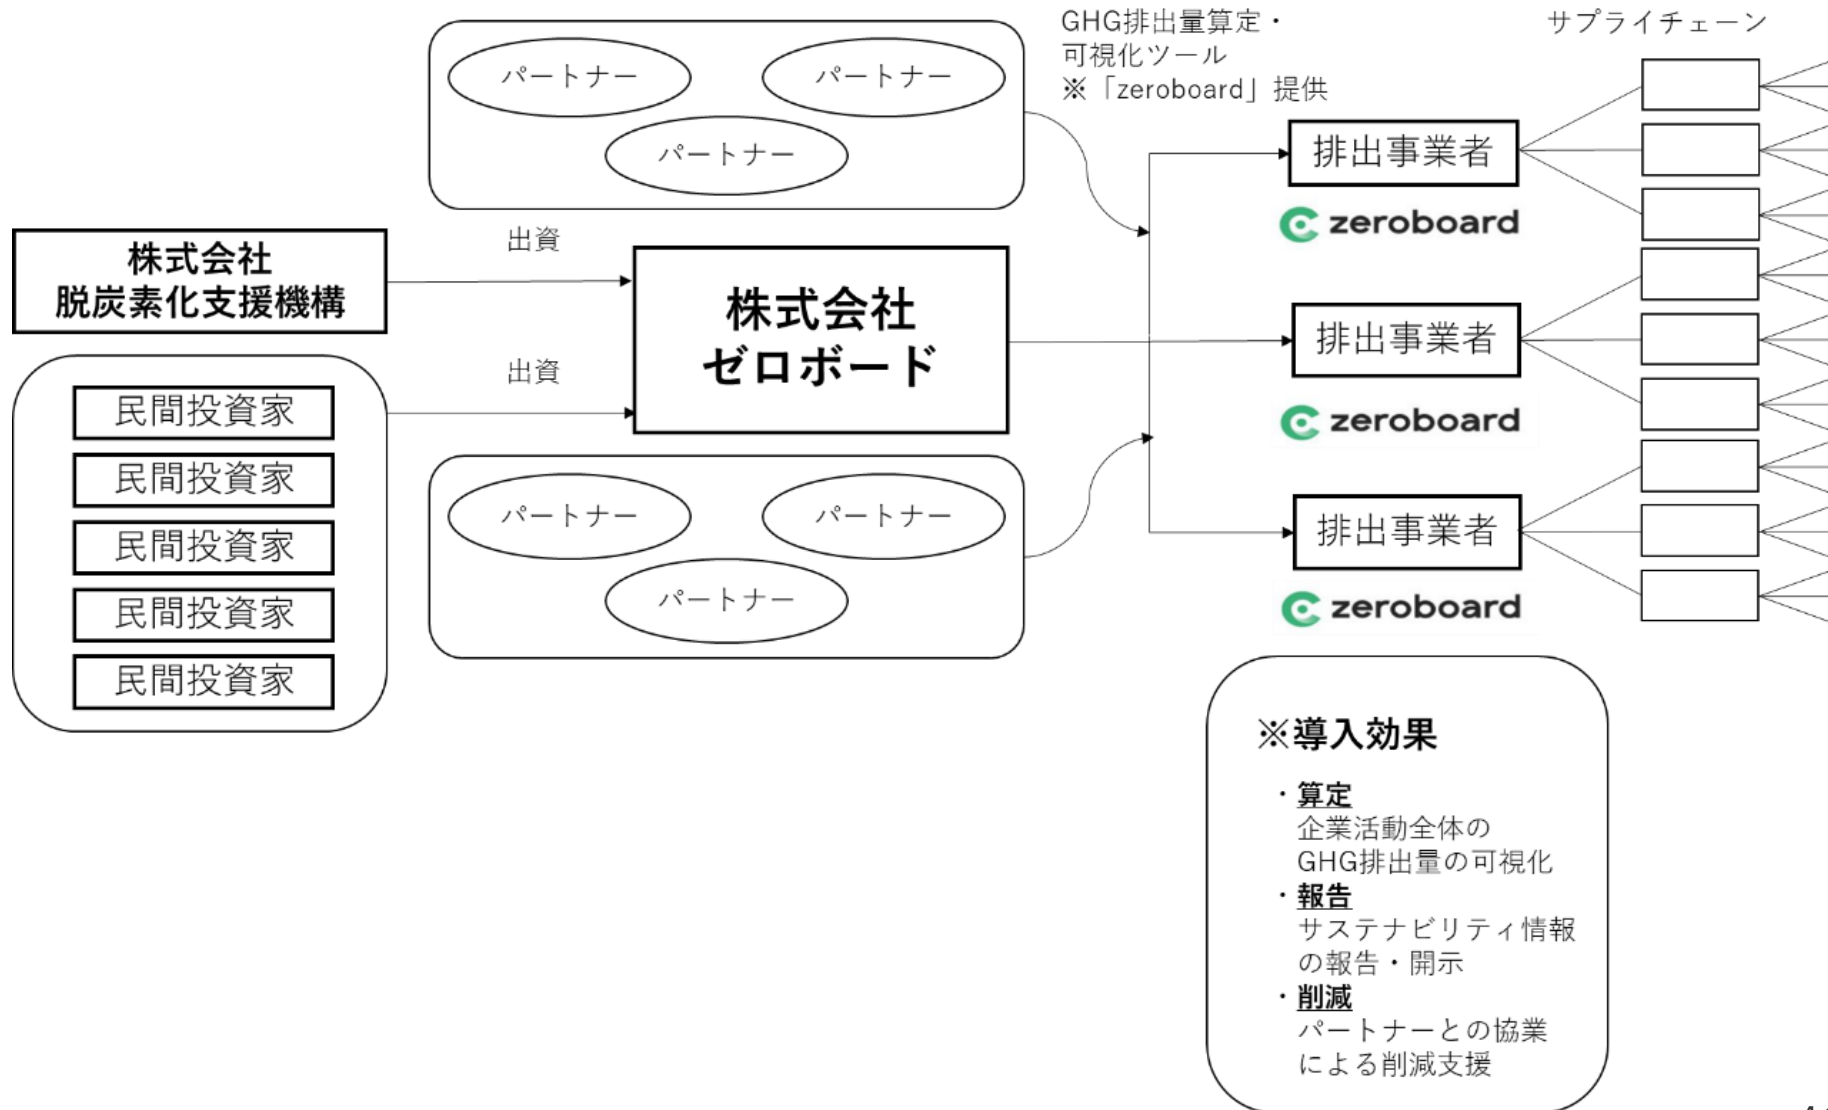 GHG排出量算定・
可視化ツール
※「zeroboard」提供
サプライチェーン
パートナー
パートナー
パートナー
排出事業者
zeroboard
株式会社
脱炭素化支援機構
出資
株式会社
ゼロボード
出資
排出事業者
zeroboard
民間投資家
民間投資家
民間投資家
民間投資家
民間投資家
パートナー
パートナー
パートナー
排出事業者
zeroboard
※導入効果
・算定
企業活動全体の
GHG排出量の可視化
・報告
サステナビリティ情報
の報告・開示
・削減
パートナーとの協業
による削減支援